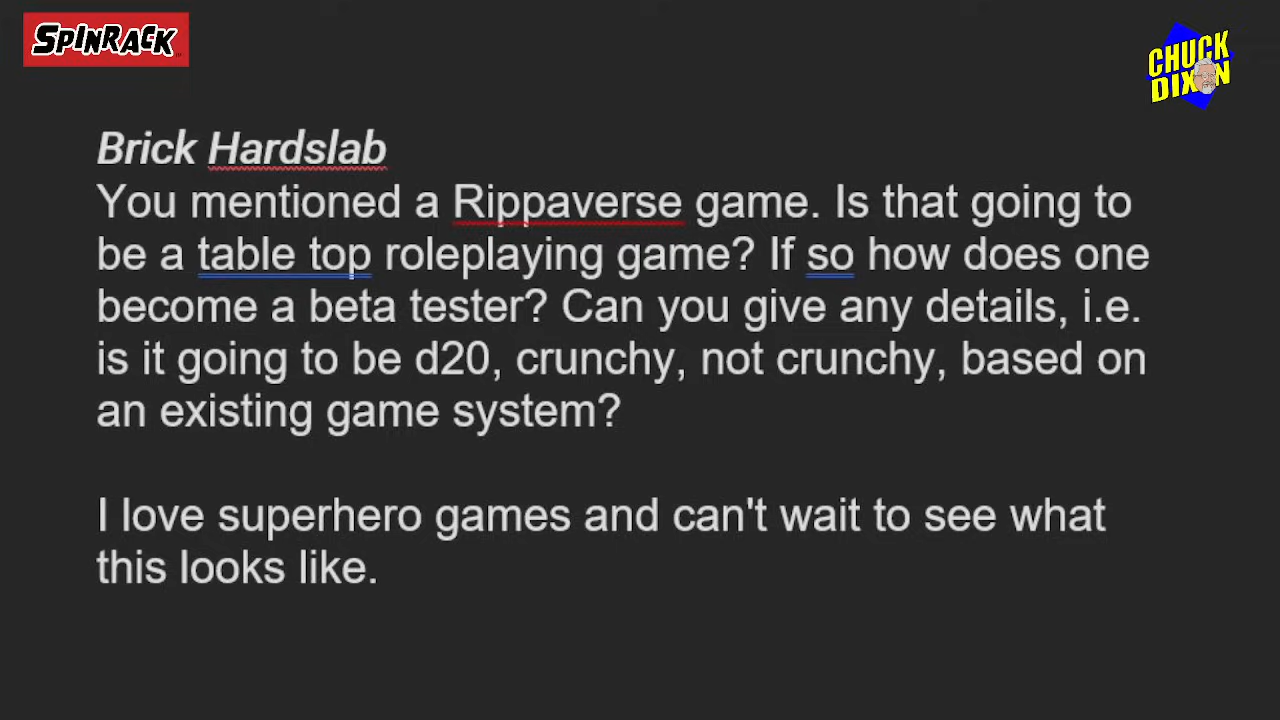 SPINRACK
CHUCK
DIXON
Brick Hardslab
You mentioned a Rippaverse game. Is that going to
be a table top roleplaying game? If so how does one
become a beta tester? Can you give any details, i.e.
is it going to be d20, crunchy, not crunchy, based on
an existing game system?
I love superhero games and can't wait to see what
this looks like.